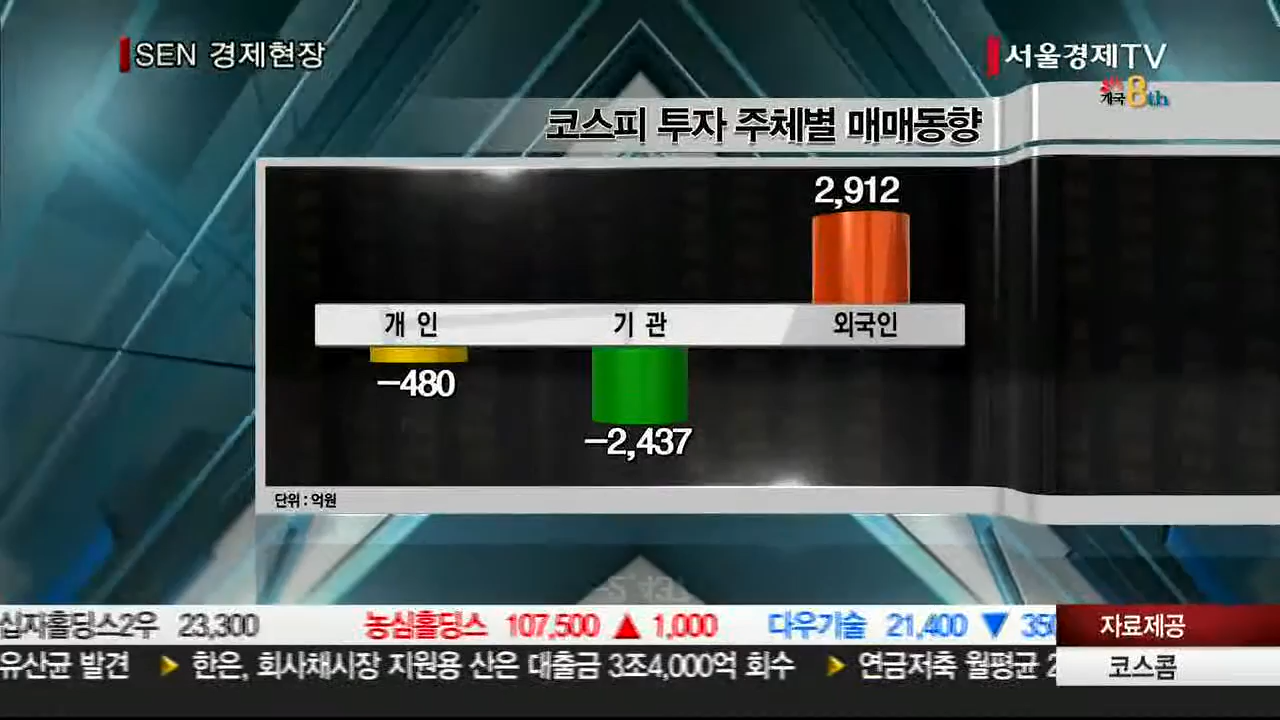 SEN 경제현장
서울경제TV
개국 8th
코스피 투자 주체별 매매동향
2,912
개 인
기 관
외국인
-480
-2,437
단위 : 억원
십자홀딩스2우 23,300 농심홀딩스 107,500 ▲ 1,000 다우기술 21,400 ▼ 350
자료제공
유산균 발견 ▶ 한은, 회사채시장 지원용 산은 대출금 3조4,000억 회수 ▶ 연금저축 월평균
코스콤